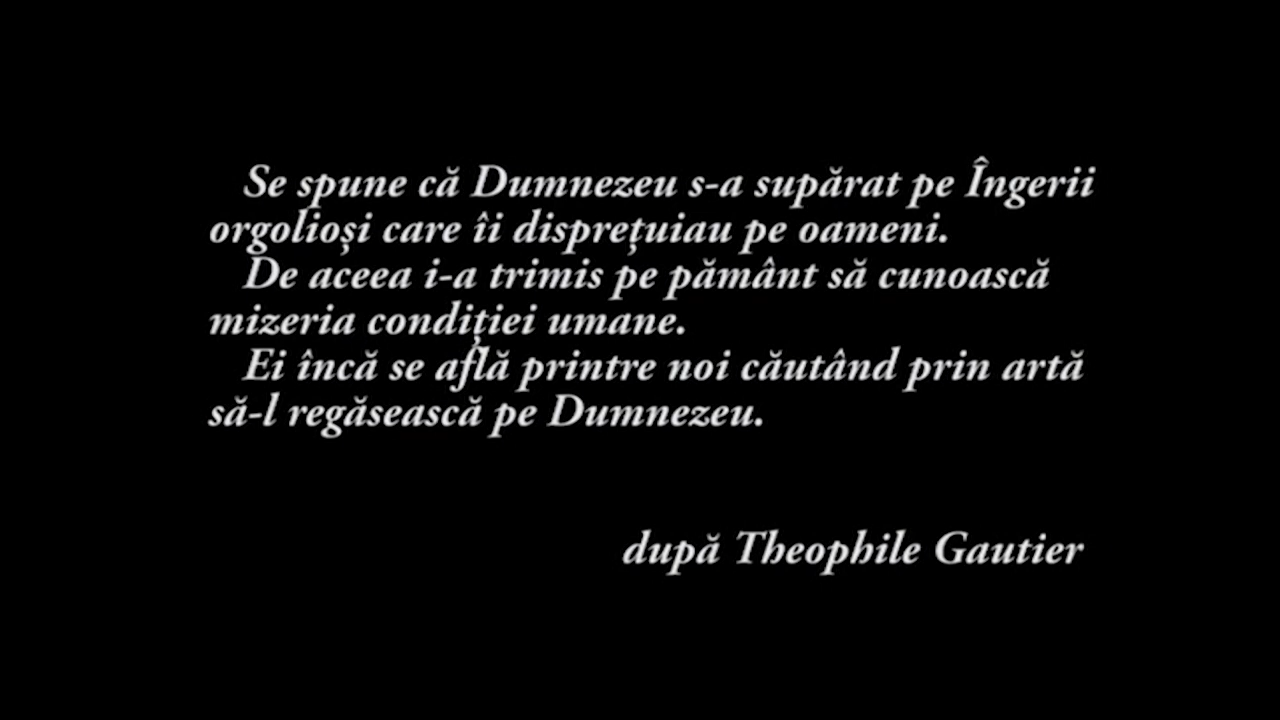 Se spune că Dumnezeu s-a supărat pe Îngerii
orgolioși care îi disprețuiau pe oameni.
De aceea i-a trimis pe pământ să cunoască
mizeria condiției umane.
Ei încă se află printre noi căutând prin artă
să-l regăsească pe Dumnezeu.
după Theophile Gautier